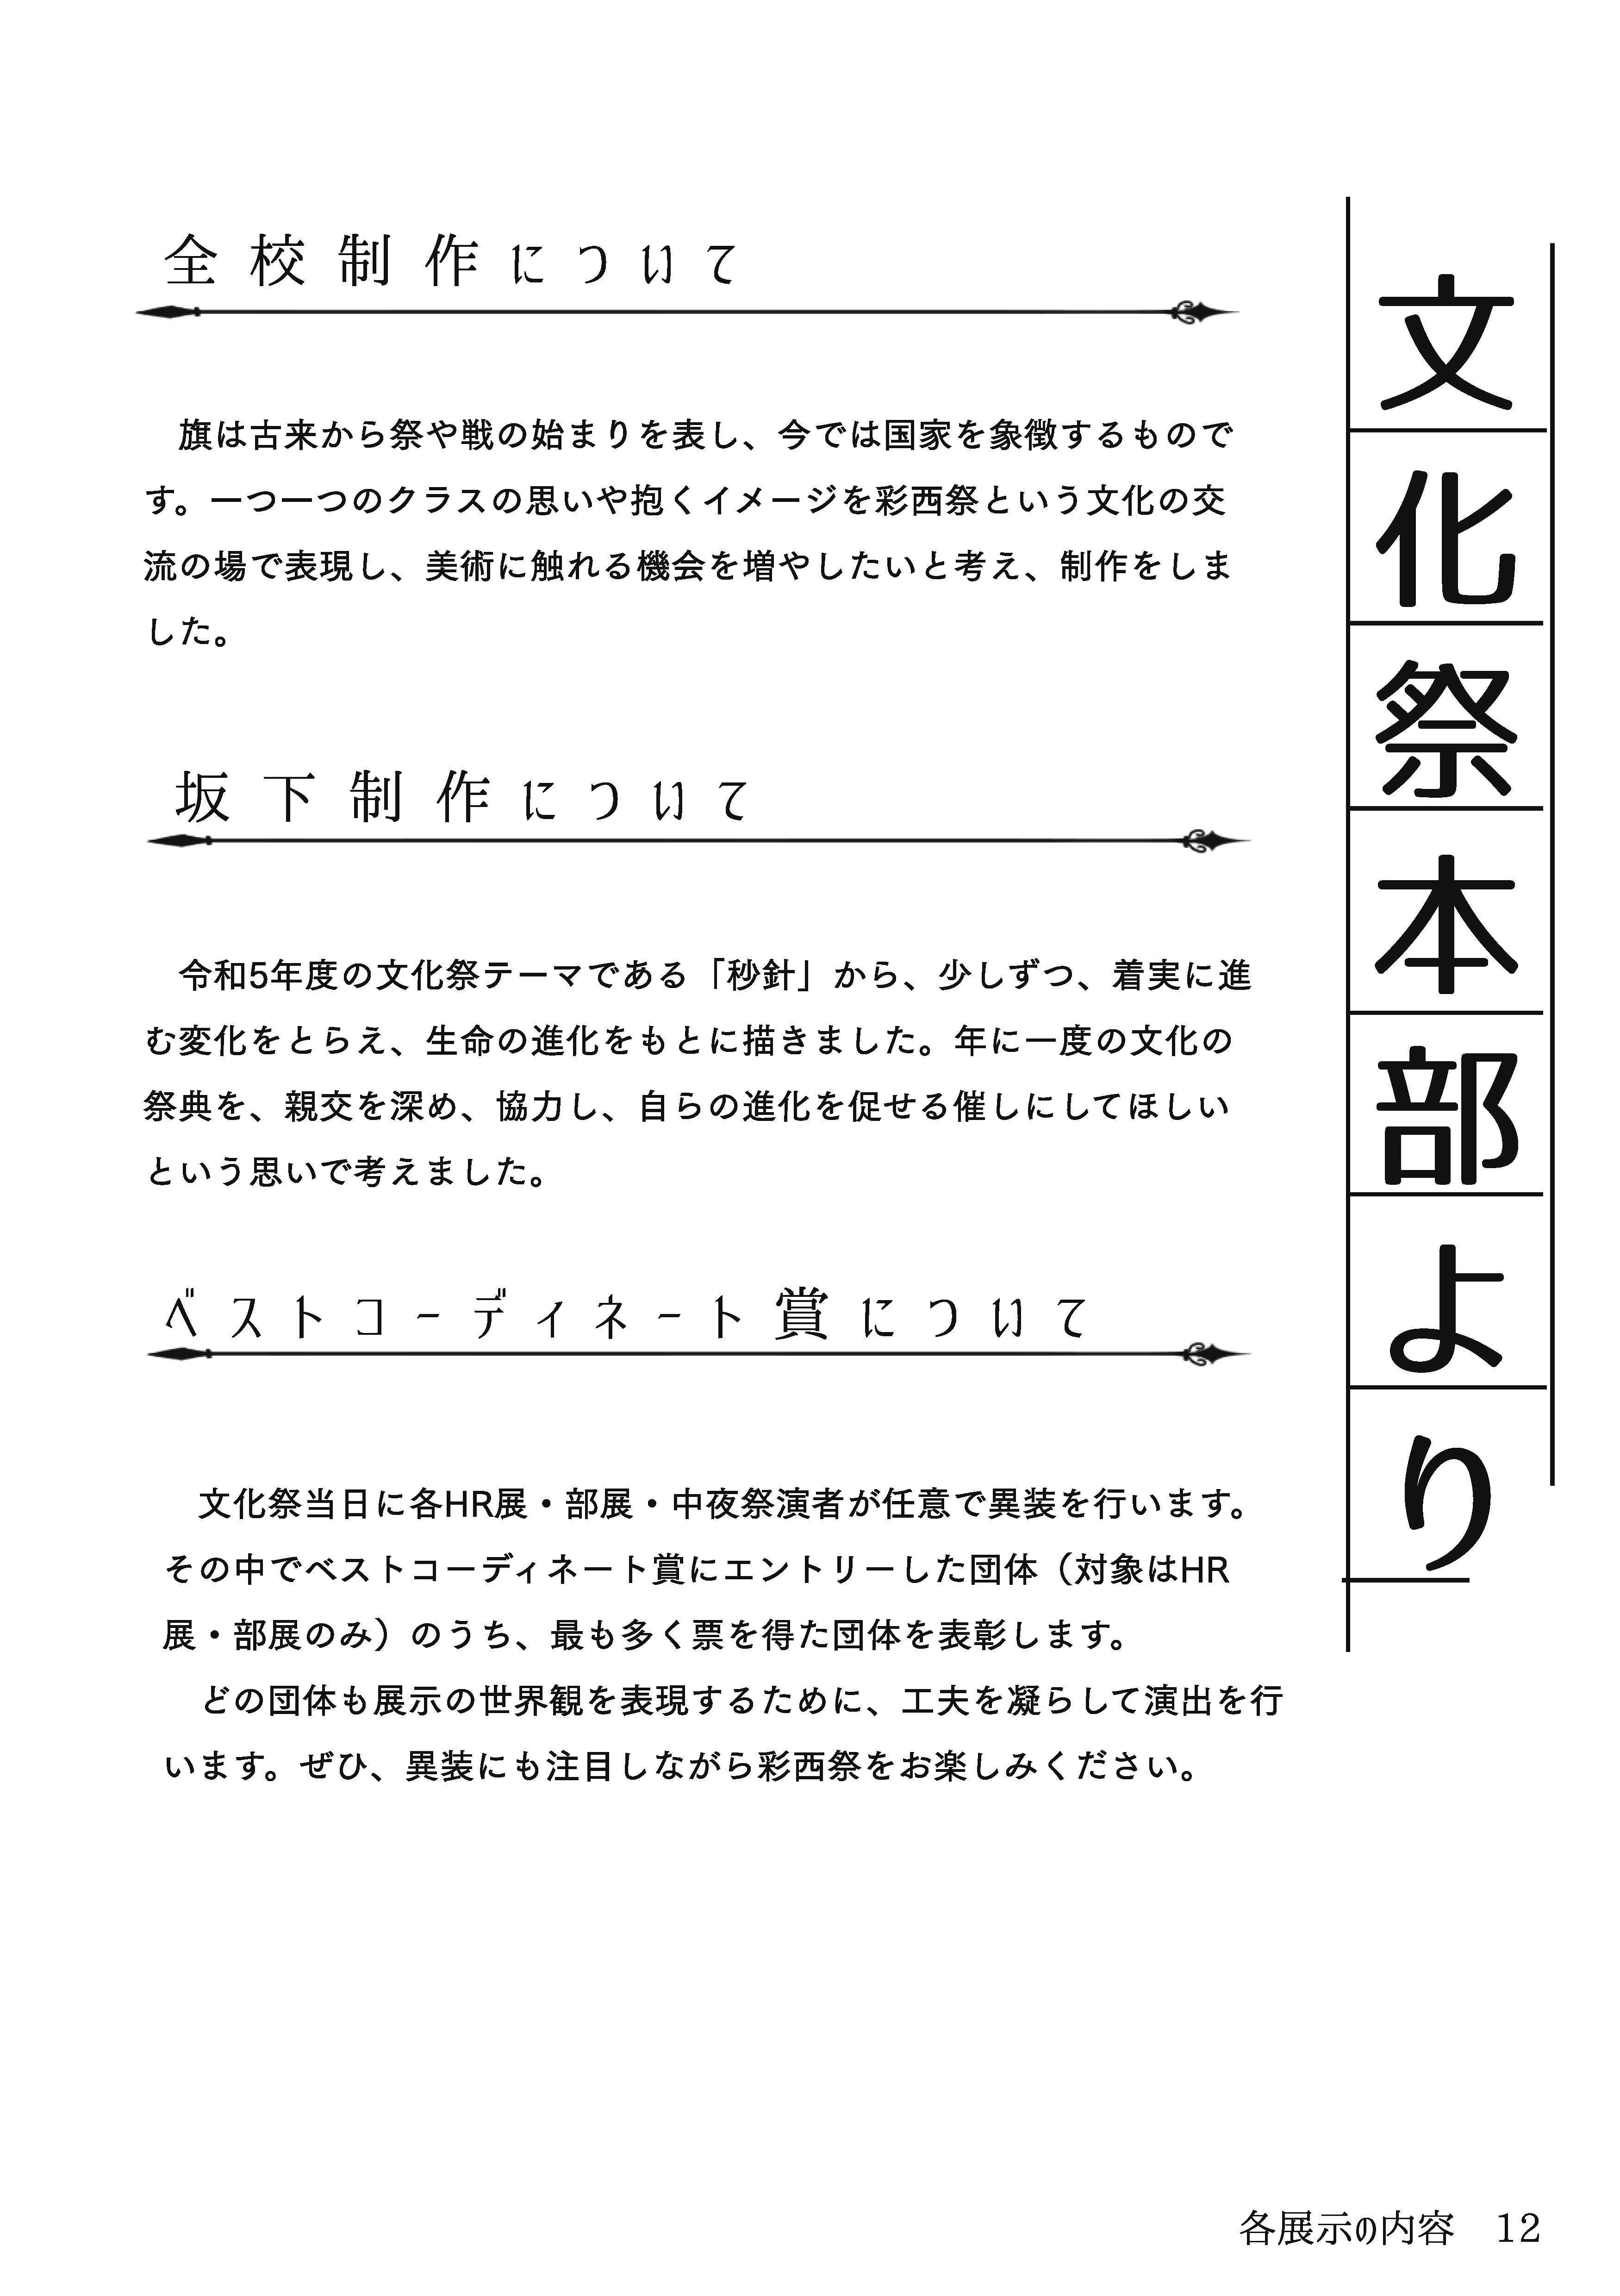 文化祭本部より
全校制作について
　旗は古来から祭や戦の始まりを表し、今では国家を象徴するもので
す。一つ一つのクラスの思いや抱くイメージを彩西祭という文化の交
流の場で表現し、美術に触れる機会を増やしたいと考え、制作をしま
した。
坂下制作について
　令和5年度の文化祭テーマである「秒針」から、少しずつ、着実に進
む変化をとらえ、生命の進化をもとに描きました。年に一度の文化の
祭典を、親交を深め、協力し、自らの進化を促せる催しにしてほしい
という思いで考えました。
ベストコーディネート賞について
　文化祭当日に各HR展・部展・中夜祭演者が任意で異装を行います。
その中でベストコーディネート賞にエントリーした団体（対象はHR
展・部展のみ）のうち、最も多く票を得た団体を表彰します。
　どの団体も展示の世界観を表現するために、工夫を凝らして演出を行
います。ぜひ、異装にも注目しながら彩西祭をお楽しみください。
各展示の内容　12